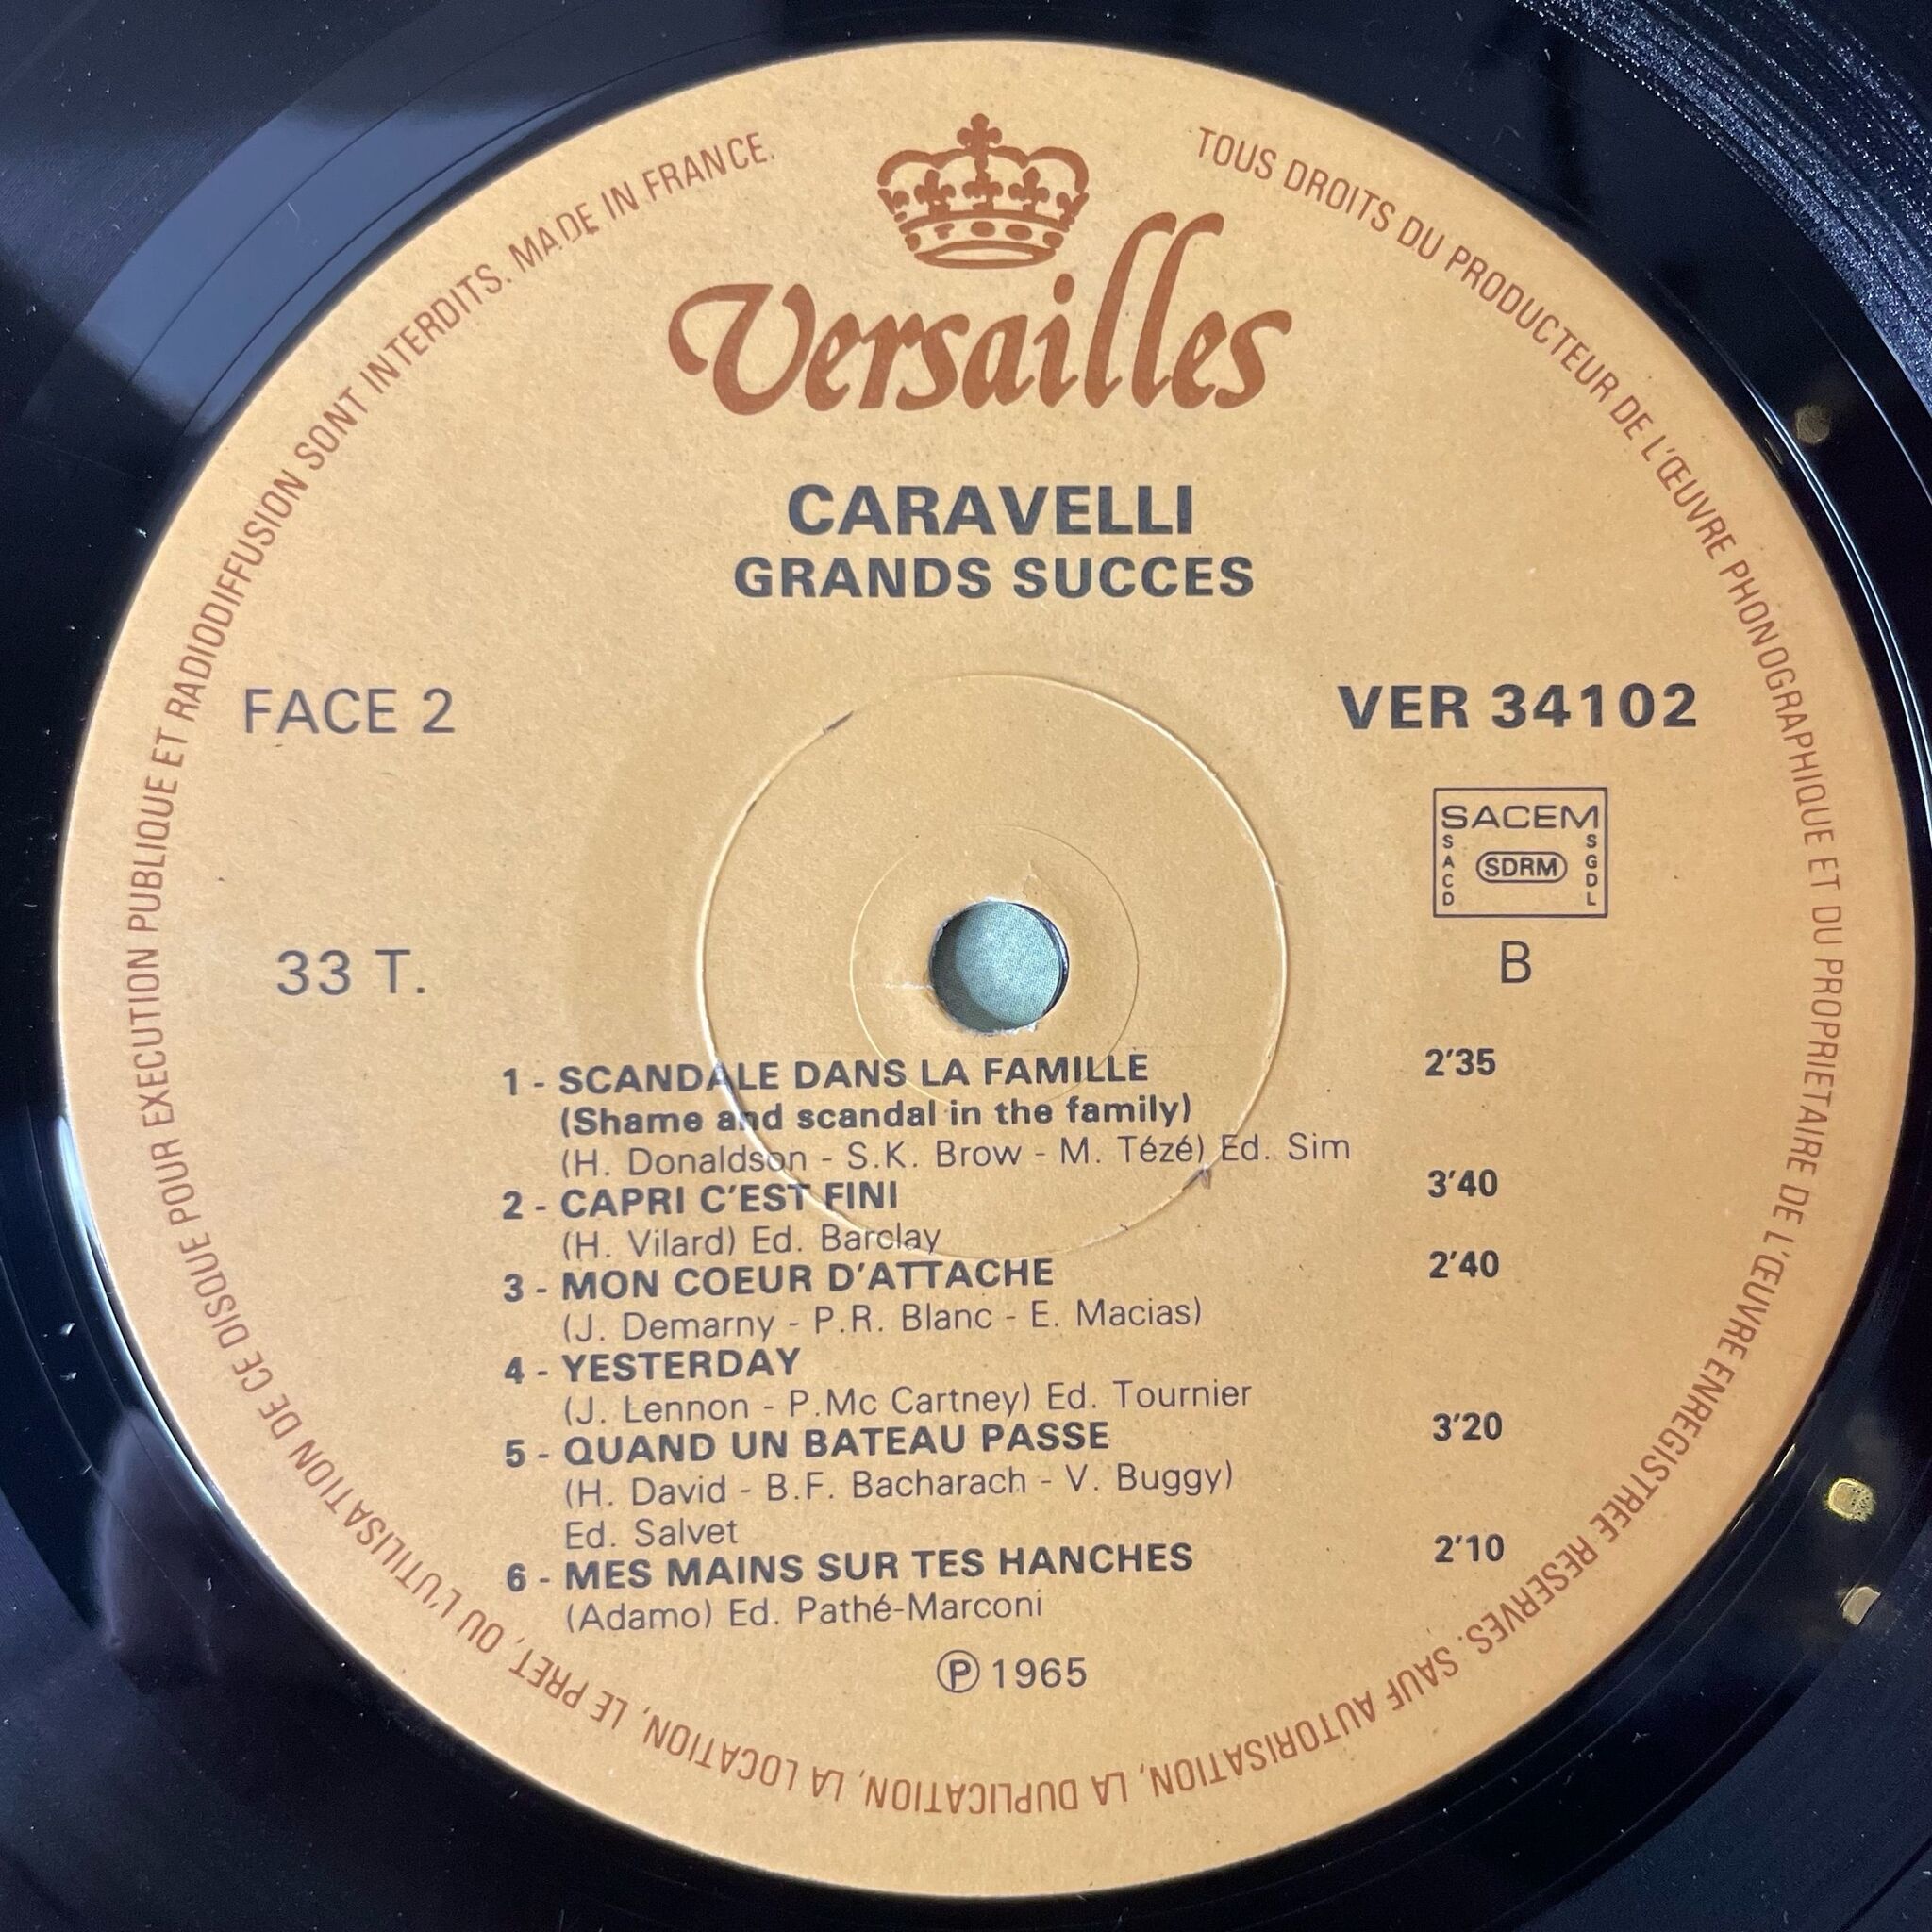 Versailles
CARAVELLI
GRANDS SUCCES
FACE 2
VER 34102
SACEM
SACD
SDRM
SGDL
33 T.
B
1 - SCANDALE DANS LA FAMILLE 2'35
(Shame and scandal in the family)
(H. Donaldson - S.K. Brow - M. Tézé) Ed. Sim
2 - CAPRI C'EST FINI 3'40
(H. Vilard) Ed. Barclay
3 - MON COEUR D'ATTACHE 2'40
(J. Demarny - P.R. Blanc - E. Macias)
4 - YESTERDAY
(J. Lennon - P.Mc Cartney) Ed. Tournier
5 - QUAND UN BATEAU PASSE 3'20
(H. David - B.F. Bacharach - V. Buggy)
Ed. Salvet
6 - MES MAINS SUR TES HANCHES 2'10
(Adamo) Ed. Pathé-Marconi
Ⓟ 1965
TOUS DROITS DU PRODUCTEUR DE L'ŒUVRE PHONOGRAPHIQUE ET DU PROPRIETAIRE DE L'ŒUVRE ENREGISTREE RESERVES. SAUF AUTORISATION, LA DUPLICATION, LA LOCATION, LE PRET, OU L'UTILISATION DE CE DISQUE POUR EXECUTION PUBLIQUE ET RADIODIFFUSION SONT INTERDITS. MADE IN FRANCE.